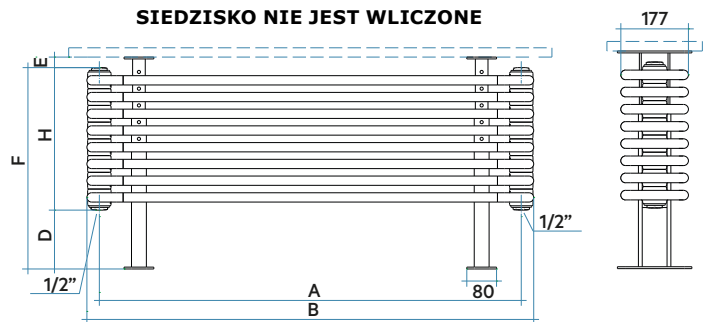 SIEDZISKO NIE JEST WLICZONE
177
E
H
F
D
1/2”
1/2”
A
80
B